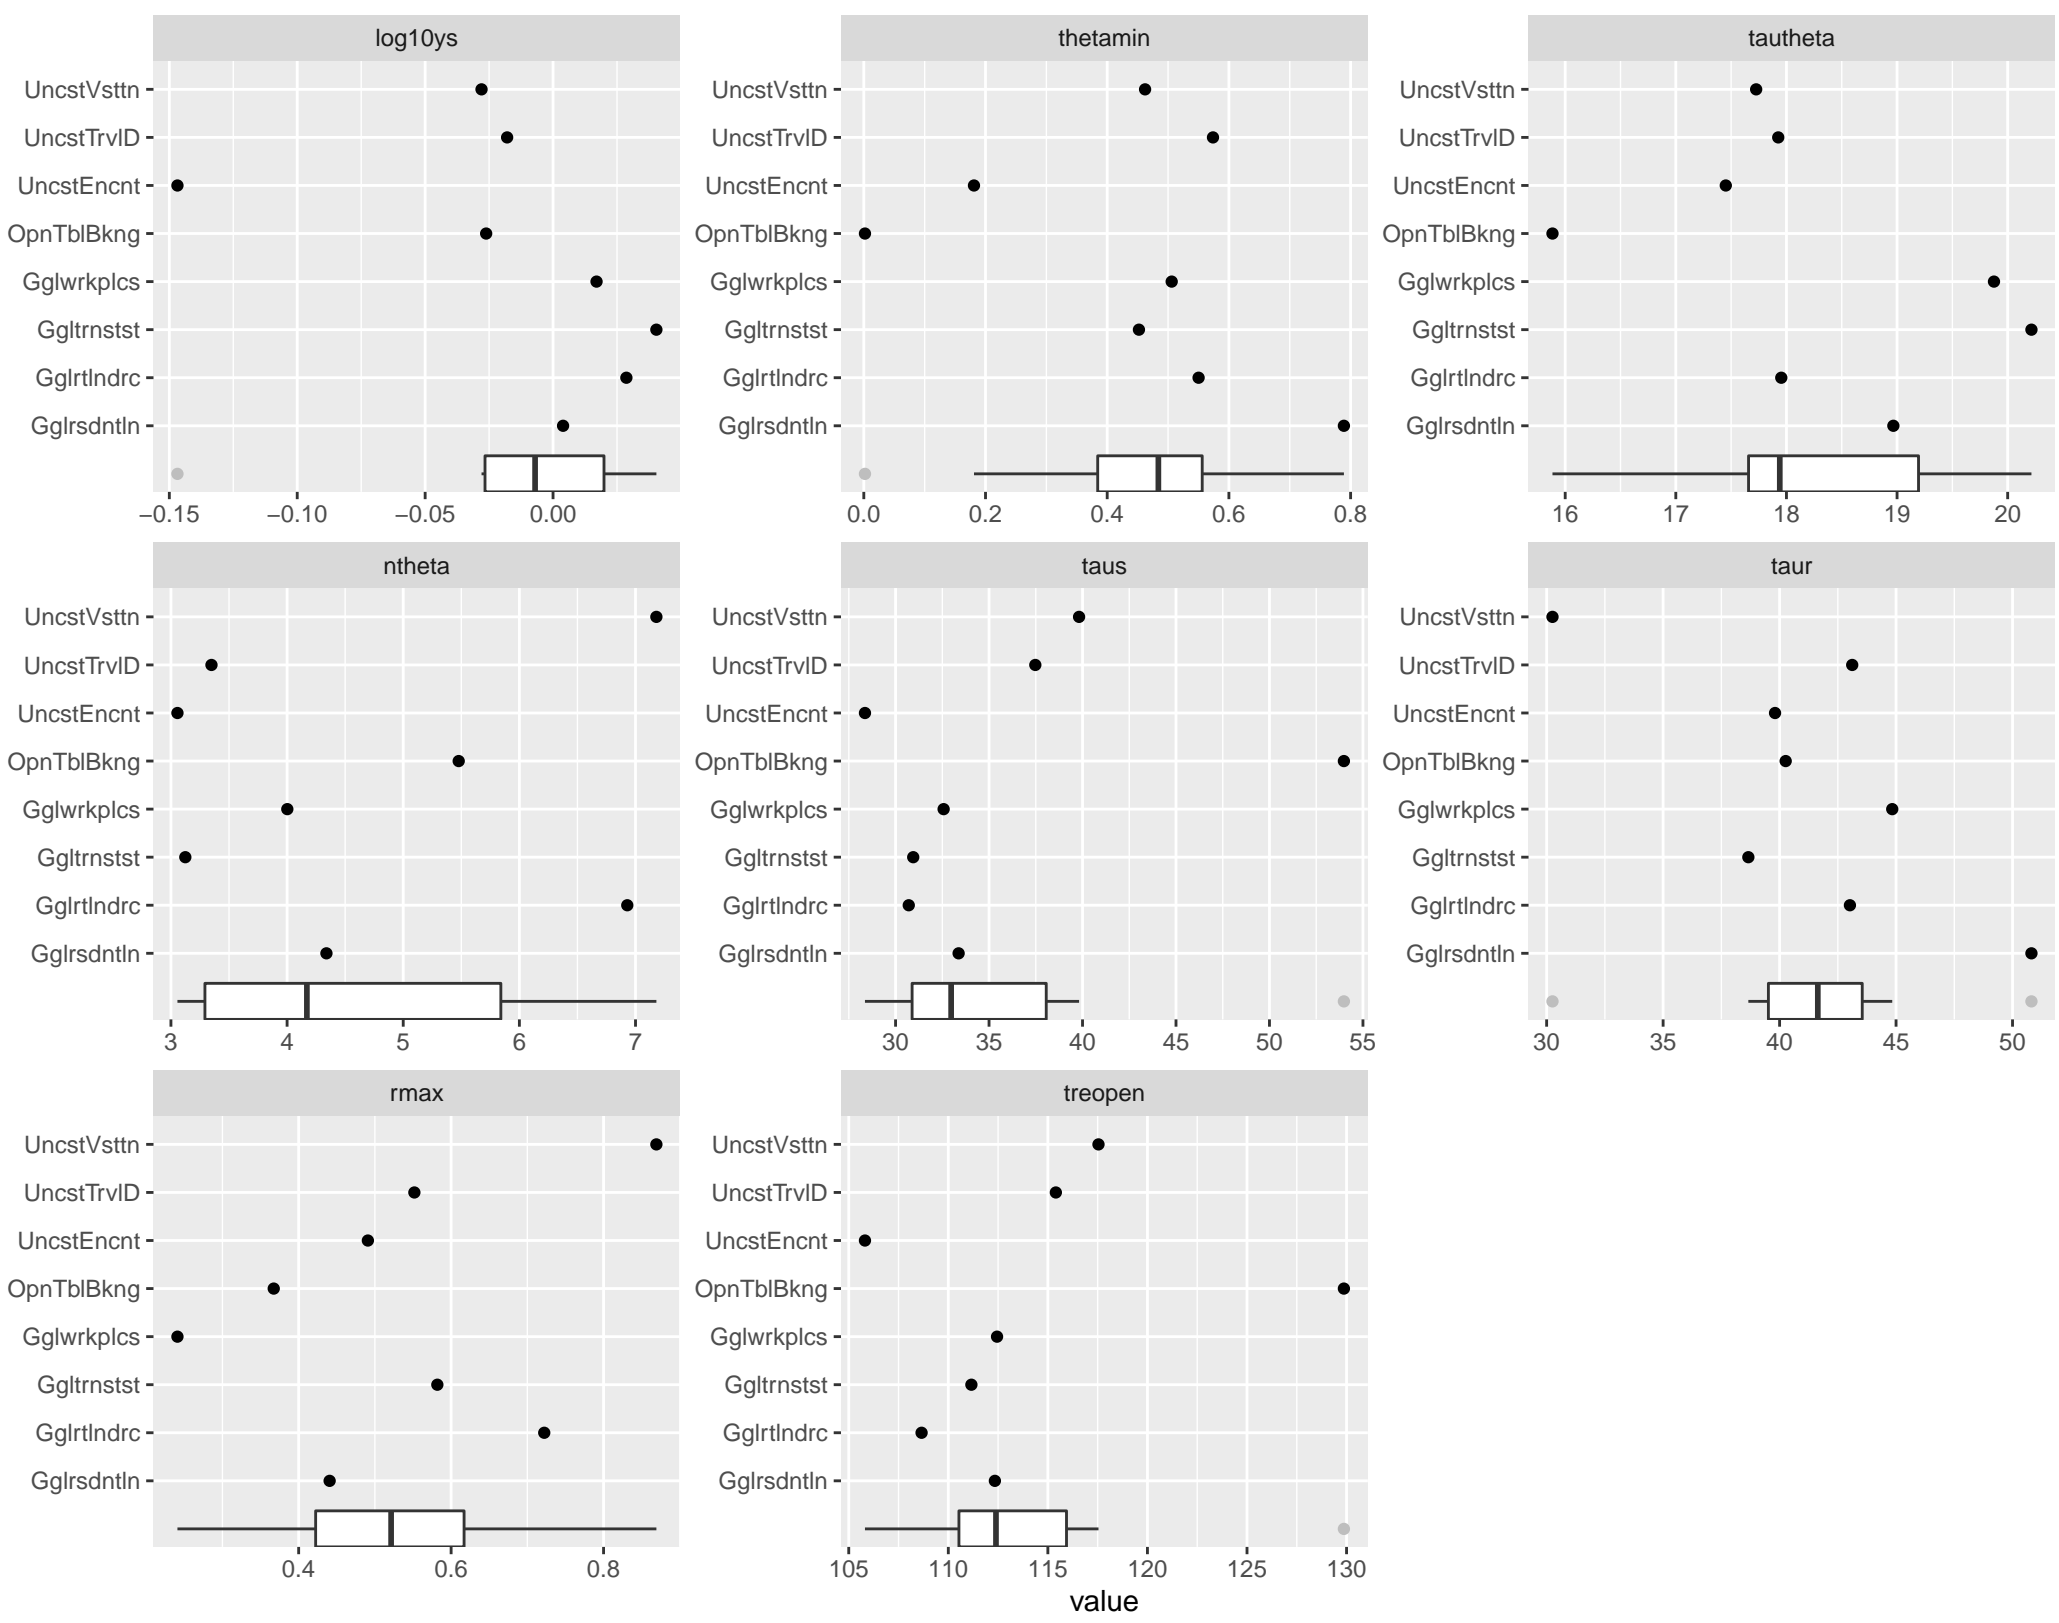 log10ys
thetamin
tautheta
UncstVsttn
UncstTrvlD
UncstEncnt
OpnTblBkng
Gglwrkplcs
Ggltrnstst
Gglrtlndrc
Gglrsdntln
−0.15 −0.10 −0.05 0.00
UncstVsttn
UncstTrvlD
UncstEncnt
OpnTblBkng
Gglwrkplcs
Ggltrnstst
Gglrtlndrc
Gglrsdntln
0.0 0.2 0.4 0.6 0.8
UncstVsttn
UncstTrvlD
UncstEncnt
OpnTblBkng
Gglwrkplcs
Ggltrnstst
Gglrtlndrc
Gglrsdntln
16 17 18 19 20
ntheta
taus
taur
UncstVsttn
UncstTrvlD
UncstEncnt
OpnTblBkng
Gglwrkplcs
Ggltrnstst
Gglrtlndrc
Gglrsdntln
3 4 5 6 7
UncstVsttn
UncstTrvlD
UncstEncnt
OpnTblBkng
Gglwrkplcs
Ggltrnstst
Gglrtlndrc
Gglrsdntln
30 35 40 45 50 55
UncstVsttn
UncstTrvlD
UncstEncnt
OpnTblBkng
Gglwrkplcs
Ggltrnstst
Gglrtlndrc
Gglrsdntln
30 35 40 45 50
rmax
treopen
UncstVsttn
UncstTrvlD
UncstEncnt
OpnTblBkng
Gglwrkplcs
Ggltrnstst
Gglrtlndrc
Gglrsdntln
0.4 0.6 0.8
UncstVsttn
UncstTrvlD
UncstEncnt
OpnTblBkng
Gglwrkplcs
Ggltrnstst
Gglrtlndrc
Gglrsdntln
105 110 115 120 125 130
value